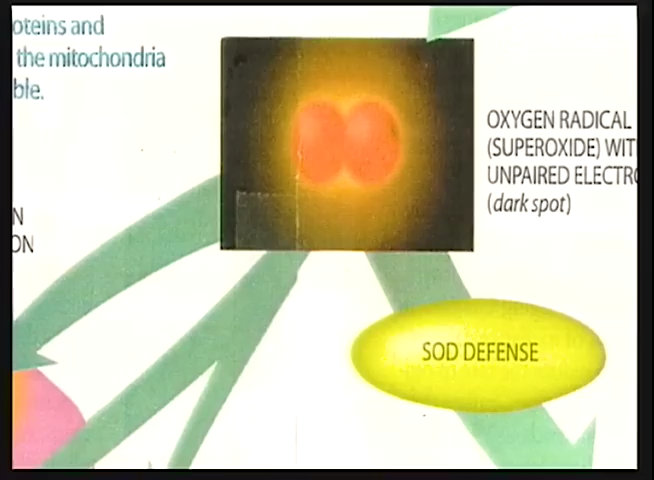 oteins and
the mitochondria
ble.
OXYGEN RADICAL
(SUPEROXIDE) WIT
UNPAIRED ELECTR
(dark spot)
N
ON
SOD DEFENSE